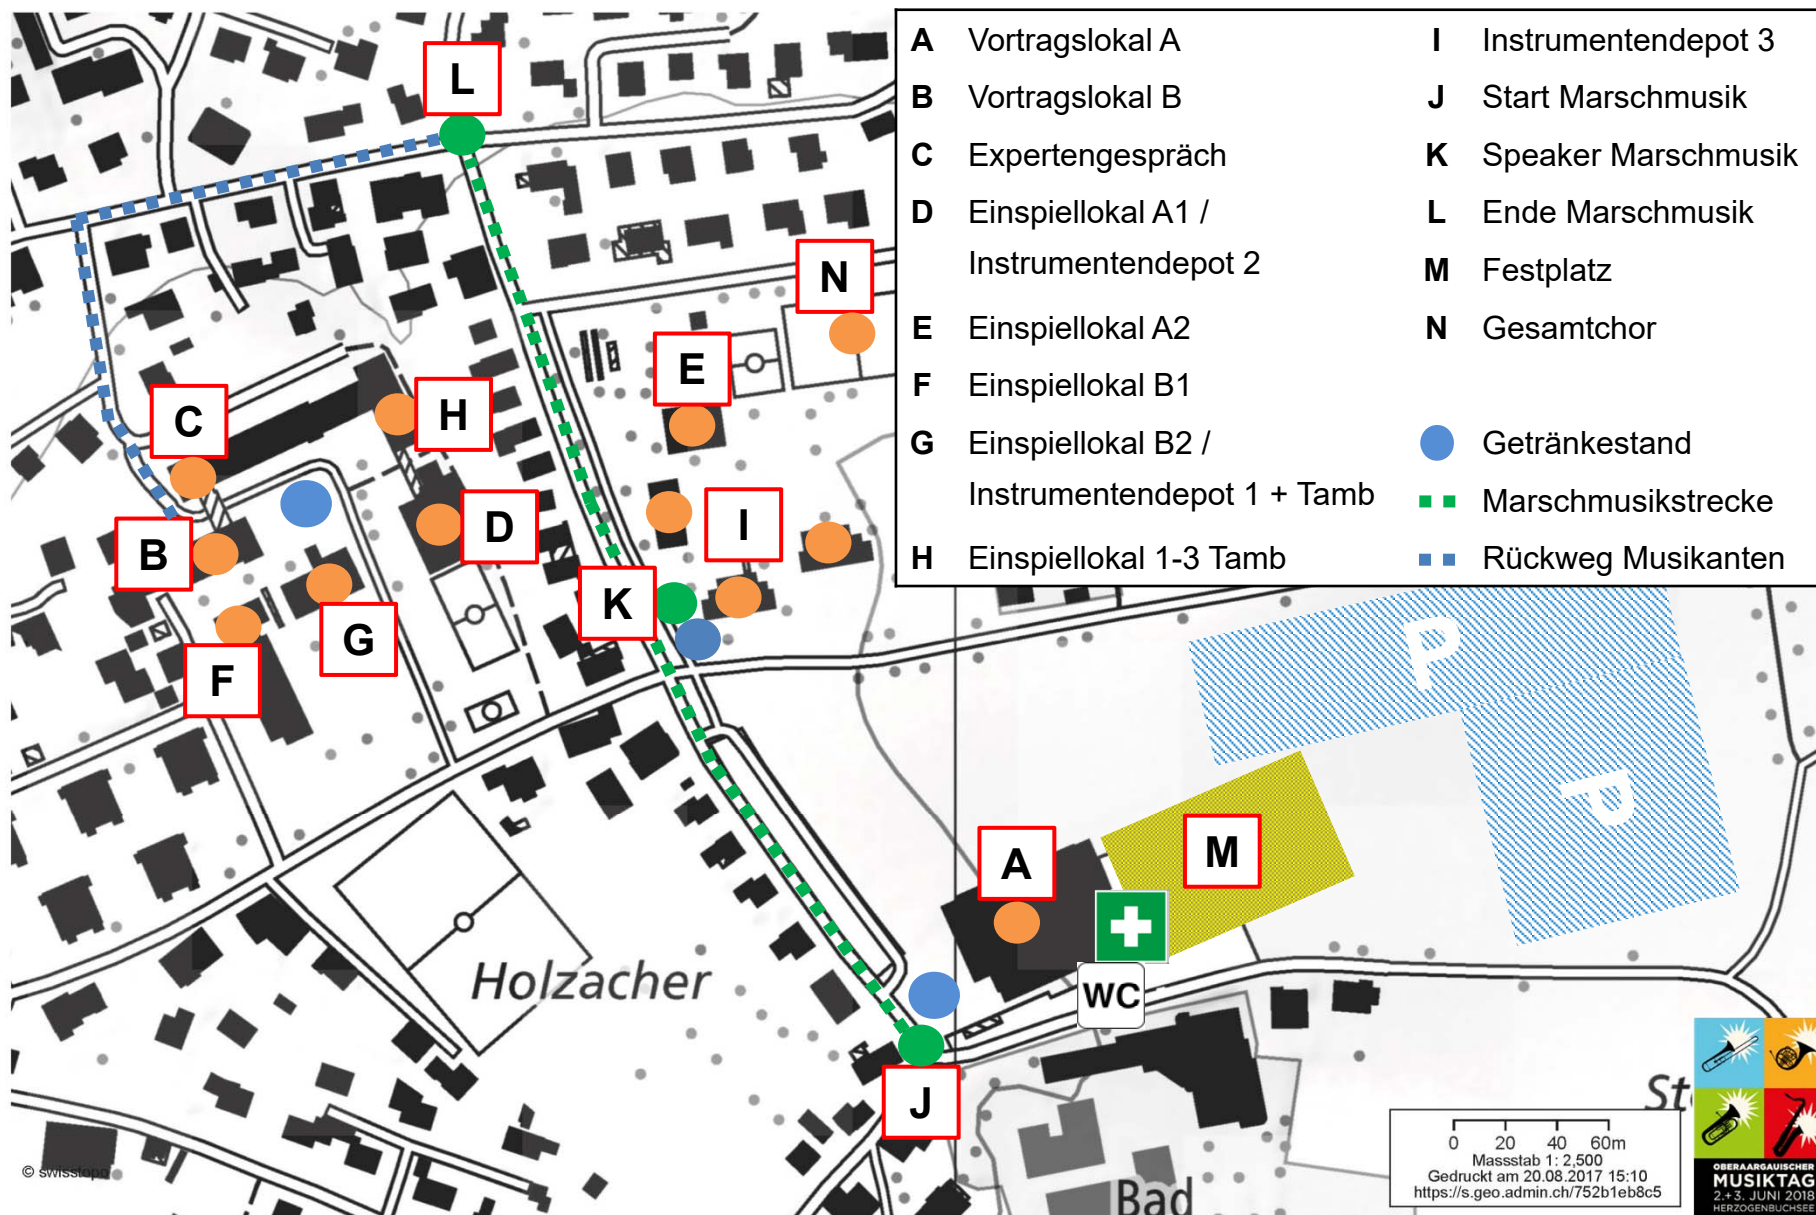 A Vortragslokal A
B Vortragslokal B
C Expertengespräch
D Einspiellokal A1 /
Instrumentendepot 2
E Einspiellokal A2
F Einspiellokal B1
G Einspiellokal B2 /
Instrumentendepot 1 + Tamb
H Einspiellokal 1-3 Tamb
I Instrumentendepot 3
J Start Marschmusik
K Speaker Marschmusik
L Ende Marschmusik
M Festplatz
N Gesamtchor
Getränkestand
Marschmusikstrecke
Rückweg Musikanten
L
N
E
C
H
I
D
B
K
G
F
P
P
A
M
WC
Holzacher
J
Bad
St
0 20 40 60m
Massstab 1: 2,500
Gedruckt am 20.08.2017 15:10
https://s.geo.admin.ch/752b1eb8c5
© swisstopo
OBERAARGAUISCHER
MUSIKTAG
2.+3. JUNI 2018
HERZOGENBUCHSEE